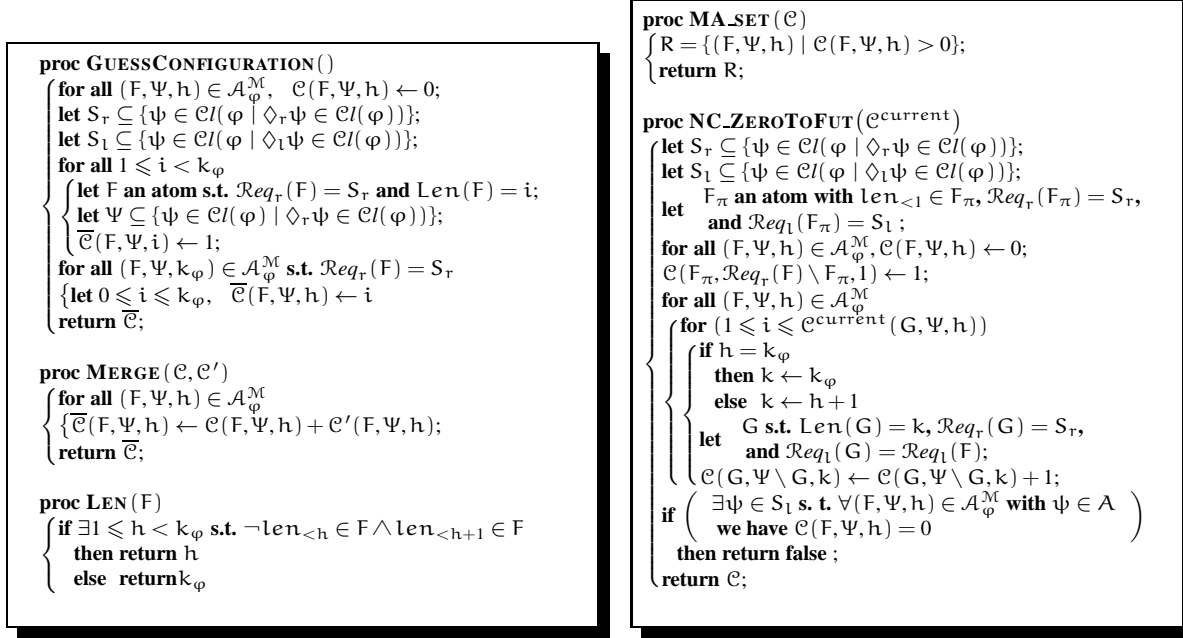 proc GUESSCONFIGURATION()
for all (F,Ψ,h) ∈ 𝒜_φ^ℳ, 𝒞(F,Ψ,h) ← 0;
let S_r ⊆ {ψ ∈ 𝒞l(φ | ◊_rψ ∈ 𝒞l(φ))};
let S_l ⊆ {ψ ∈ 𝒞l(φ | ◊_lψ ∈ 𝒞l(φ))};
for all 1 ⩽ i < k_φ
let F an atom s.t. ℛeq_r(F) = S_r and Len(F) = i;
let Ψ ⊆ {ψ ∈ 𝒞l(φ) | ◊_rψ ∈ 𝒞l(φ))};
𝒞̅(F,Ψ,i) ← 1;
for all (F,Ψ,k_φ) ∈ 𝒜_φ^ℳ s.t. ℛeq_r(F) = S_r
{let 0 ⩽ i ⩽ k_φ, 𝒞̅(F,Ψ,h) ← i
return 𝒞̅;
proc MERGE(𝒞,𝒞′)
for all (F,Ψ,h) ∈ 𝒜_φ^ℳ
{𝒞̅(F,Ψ,h) ← 𝒞(F,Ψ,h) + 𝒞′(F,Ψ,h);
return 𝒞̅;
proc LEN(F)
if ∃1 ⩽ h < k_φ s.t. ¬len_{<h} ∈ F ∧ len_{<h+1} ∈ F
then return h
else returnk_φ
proc MA_SET(𝒞)
R = {(F,Ψ,h) | 𝒞(F,Ψ,h) > 0};
return R;
proc NC_ZEROTOFUT(𝒞^{current})
let S_r ⊆ {ψ ∈ 𝒞l(φ | ◊_rψ ∈ 𝒞l(φ))};
let S_l ⊆ {ψ ∈ 𝒞l(φ | ◊_lψ ∈ 𝒞l(φ))};
let F_π an atom with len_{<1} ∈ F_π, ℛeq_r(F_π) = S_r,
and ℛeq_l(F_π) = S_l;
for all (F,Ψ,h) ∈ 𝒜_φ^ℳ, 𝒞(F,Ψ,h) ← 0;
𝒞(F_π, ℛeq_r(F) \ F_π, 1) ← 1;
for all (F,Ψ,h) ∈ 𝒜_φ^ℳ
for (1 ⩽ i ⩽ 𝒞^{current}(G,Ψ,h))
if h = k_φ
then k ← k_φ
else k ← h+1
let G s.t. Len(G) = k, ℛeq_r(G) = S_r,
and ℛeq_l(G) = ℛeq_l(F);
𝒞(G,Ψ \ G,k) ← 𝒞(G,Ψ \ G,k) + 1;
if ( ∃ψ ∈ S_l s. t. ∀(F,Ψ,h) ∈ 𝒜_φ^ℳ with ψ ∈ A
we have 𝒞(F,Ψ,h) = 0 )
then return false ;
return 𝒞;